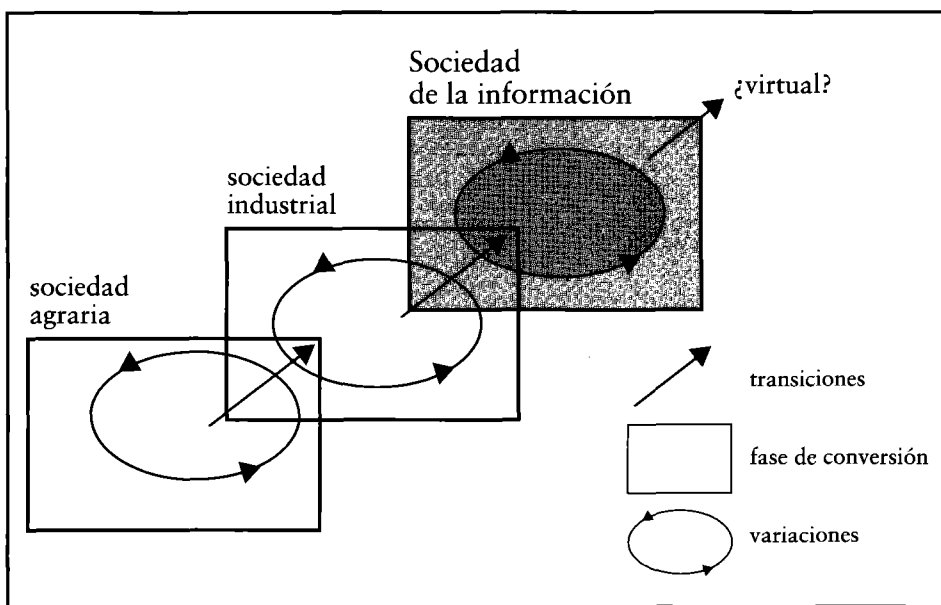 Sociedad
de la información
¿virtual?
sociedad
industrial
sociedad
agraria
transiciones
fase de conversión
variaciones